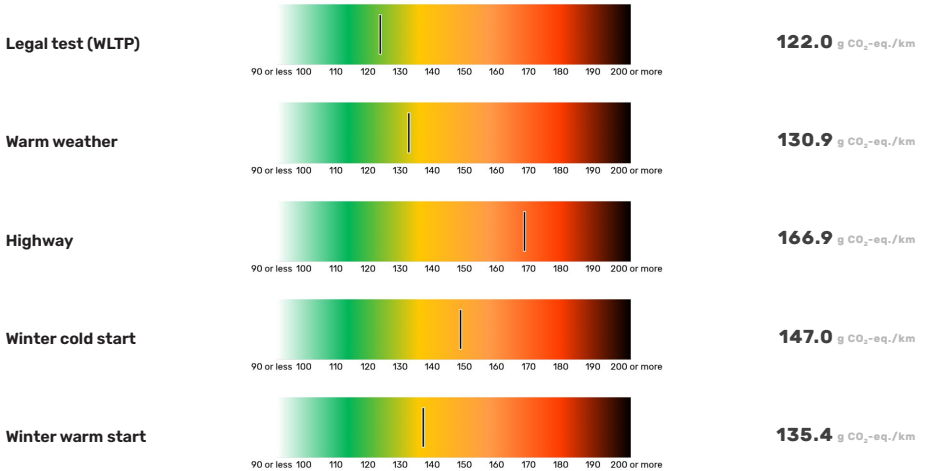 Legal test (WLTP)
122.0 g CO₂-eq./km
90 or less 100 110 120 130 140 150 160 170 180 190 200 or more
Warm weather
130.9 g CO₂-eq./km
90 or less 100 110 120 130 140 150 160 170 180 190 200 or more
Highway
166.9 g CO₂-eq./km
90 or less 100 110 120 130 140 150 160 170 180 190 200 or more
Winter cold start
147.0 g CO₂-eq./km
90 or less 100 110 120 130 140 150 160 170 180 190 200 or more
Winter warm start
135.4 g CO₂-eq./km
90 or less 100 110 120 130 140 150 160 170 180 190 200 or more